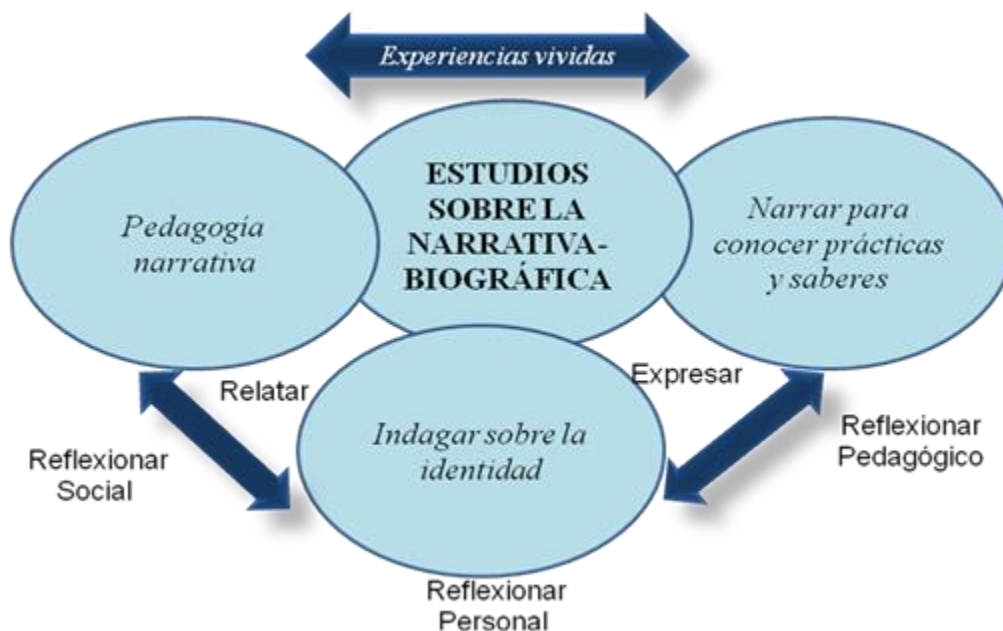 Experiencias vividas
Pedagogía
narrativa
ESTUDIOS
SOBRE LA
NARRATIVA-
BIOGRÁFICA
Narrar para
conocer prácticas
y saberes
Relatar
Expresar
Indagar sobre la
identidad
Reflexionar
Social
Reflexionar
Pedagógico
Reflexionar
Personal